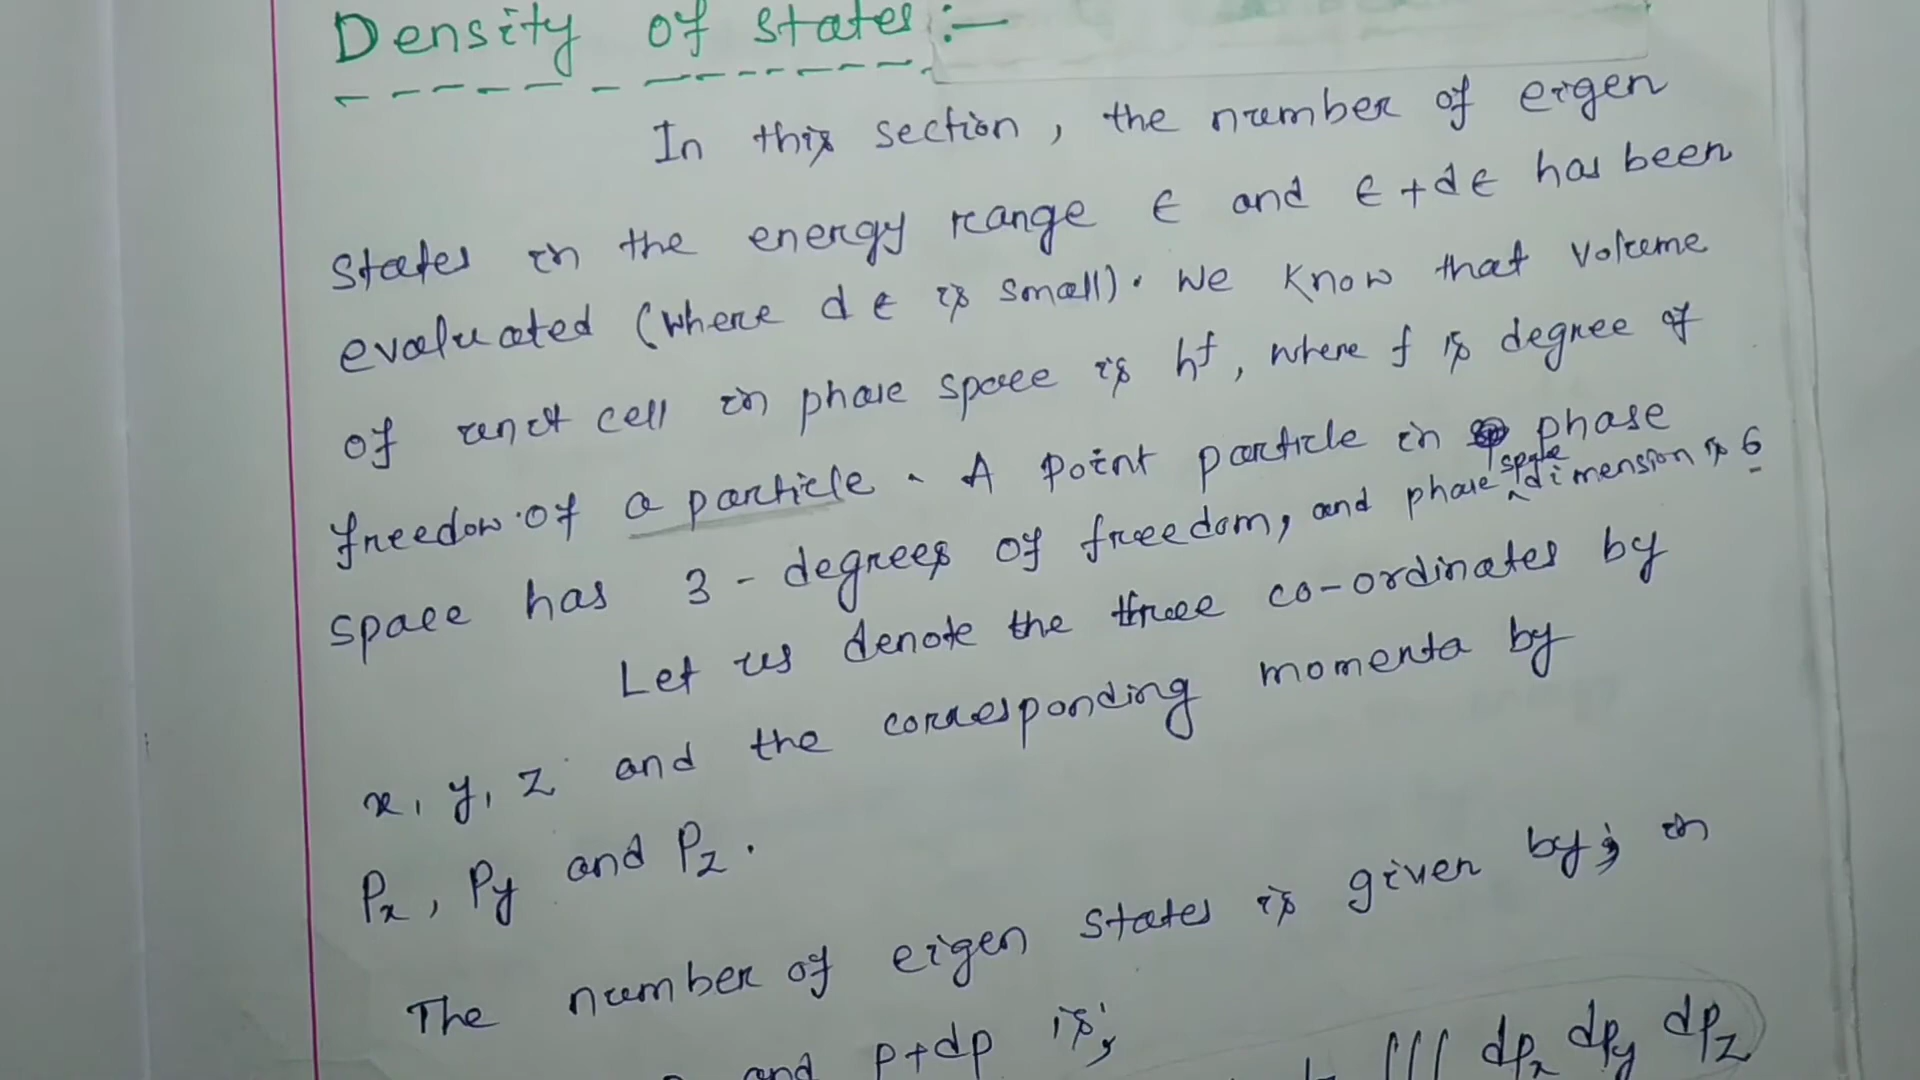 Density of states:-
In this section, the number of eigen
states in the energy range ϵ and ϵ+dϵ has been
evaluated (where dϵ is small). We know that volume
of unit cell in phase space is hᶠ, where f is degree of
freedom of a particle. A point particle in phase
space has 3-degrees of freedom, and phase space dimension is 6
Let us denote the three co-ordinates by
x, y, z and the corresponding momenta by
Px, Py and Pz.
The number of eigen states is given by; in
and p+dp is;
∫∫∫ dpx dpy dpz